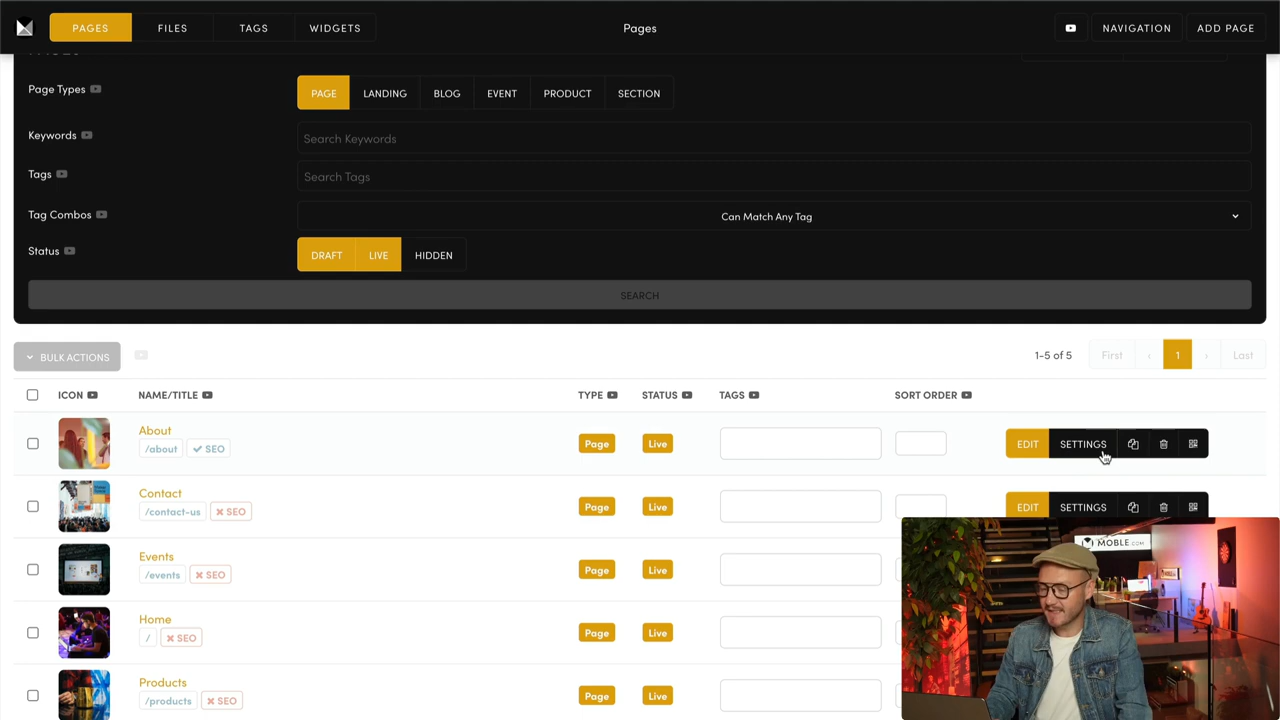 PAGES FILES TAGS WIDGETS Pages NAVIGATION ADD PAGE
Page Types PAGE LANDING BLOG EVENT PRODUCT SECTION
Keywords Search Keywords
Tags Search Tags
Tag Combos Can Match Any Tag
Status DRAFT LIVE HIDDEN
SEARCH
BULK ACTIONS 1-5 of 5 First ‹ 1 › Last
ICON NAME/TITLE TYPE STATUS TAGS SORT ORDER
About
/about SEO Page Live EDIT SETTINGS
Contact
/contact-us SEO Page Live EDIT SETTINGS
Events
/events SEO Page Live
MOBLE.COM
Home
/ SEO Page Live
Products
/products SEO Page Live